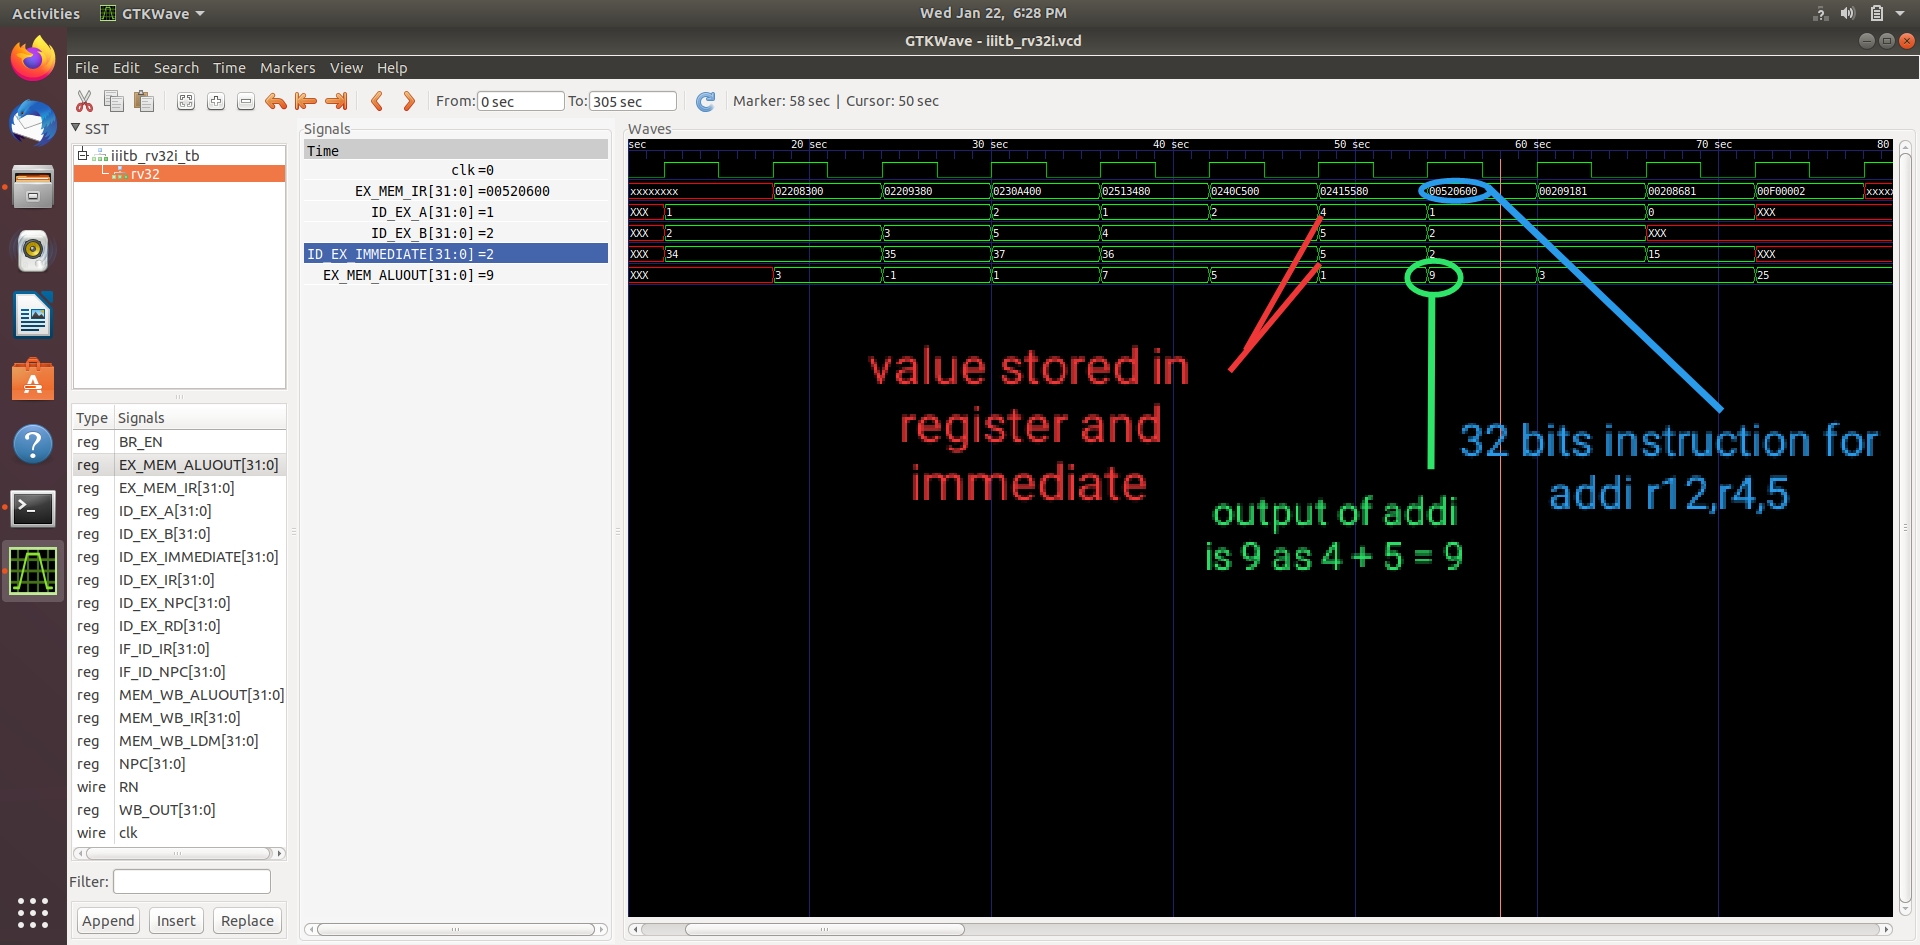 Activities
GTKWave
Wed Jan 22, 6:28 PM
GTKWave - iiitb_rv32i.vcd
File Edit Search Time Markers View Help
From: 0 sec To: 305 sec Marker: 58 sec | Cursor: 50 sec
SST
iiitb_rv32i_tb
rv32
Type Signals
reg BR_EN
reg EX_MEM_ALUOUT[31:0]
reg EX_MEM_IR[31:0]
reg ID_EX_A[31:0]
reg ID_EX_B[31:0]
reg ID_EX_IMMEDIATE[31:0]
reg ID_EX_IR[31:0]
reg ID_EX_NPC[31:0]
reg ID_EX_RD[31:0]
reg IF_ID_IR[31:0]
reg IF_ID_NPC[31:0]
reg MEM_WB_ALUOUT[31:0]
reg MEM_WB_IR[31:0]
reg MEM_WB_LDM[31:0]
reg NPC[31:0]
wire RN
reg WB_OUT[31:0]
wire clk
Filter:
Append Insert Replace
Signals
Time
clk=0
EX_MEM_IR[31:0]=00520600
ID_EX_A[31:0]=1
ID_EX_B[31:0]=2
ID_EX_IMMEDIATE[31:0]=2
EX_MEM_ALUOUT[31:0]=9
Waves
sec 20 sec 30 sec 40 sec 50 sec 60 sec 70 sec 80
xxxxxxxx 02208300 02209380 0230A400 02513480 0240C500 02415580 00520600 00209181 00208681 00F00002 xxxxx
XXX 1 2 1 2 4 1 0 XXX
XXX 2 3 5 4 5 2 XXX
XXX 34 35 37 36 5 2 15 XXX
XXX 3 -1 1 7 5 1 9 3 25
value stored in
register and
immediate
output of addi
is 9 as 4 + 5 = 9
32 bits instruction for
addi r12,r4,5